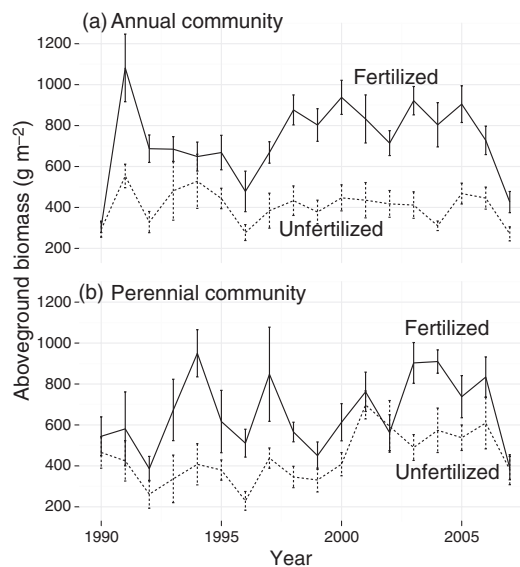 (a) Annual community
1200
1000
800
600
400
200
Fertilized
Unfertilized
Aboveground biomass (g m–2)
(b) Perennial community
1200
1000
800
600
400
200
Fertilized
Unfertilized
1990 1995 2000 2005
Year